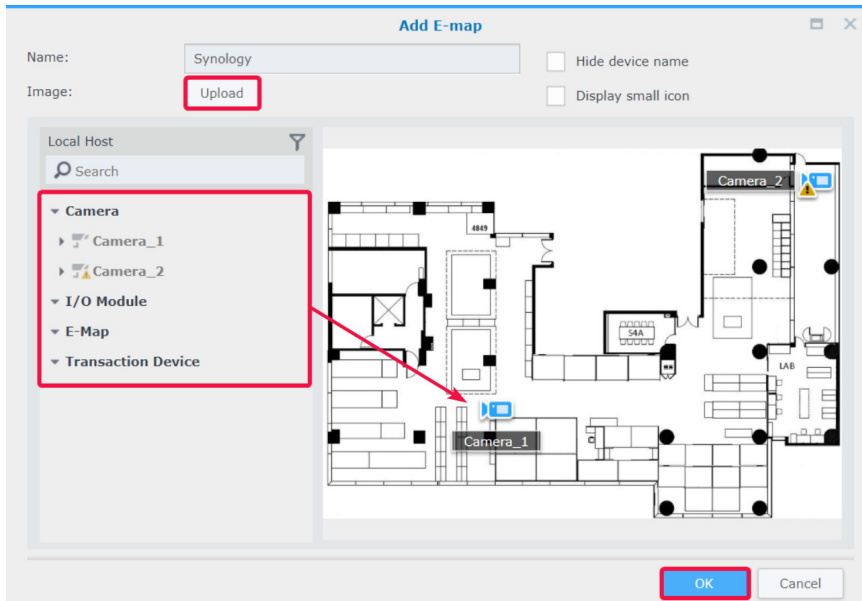 Add E-map
Name: Synology Hide device name
Image: Upload Display small icon
Local Host
Search
Camera
Camera_1
Camera_2
I/O Module
E-Map
Transaction Device
Camera_2
4849
S4A
LAB
Camera_1
OK Cancel